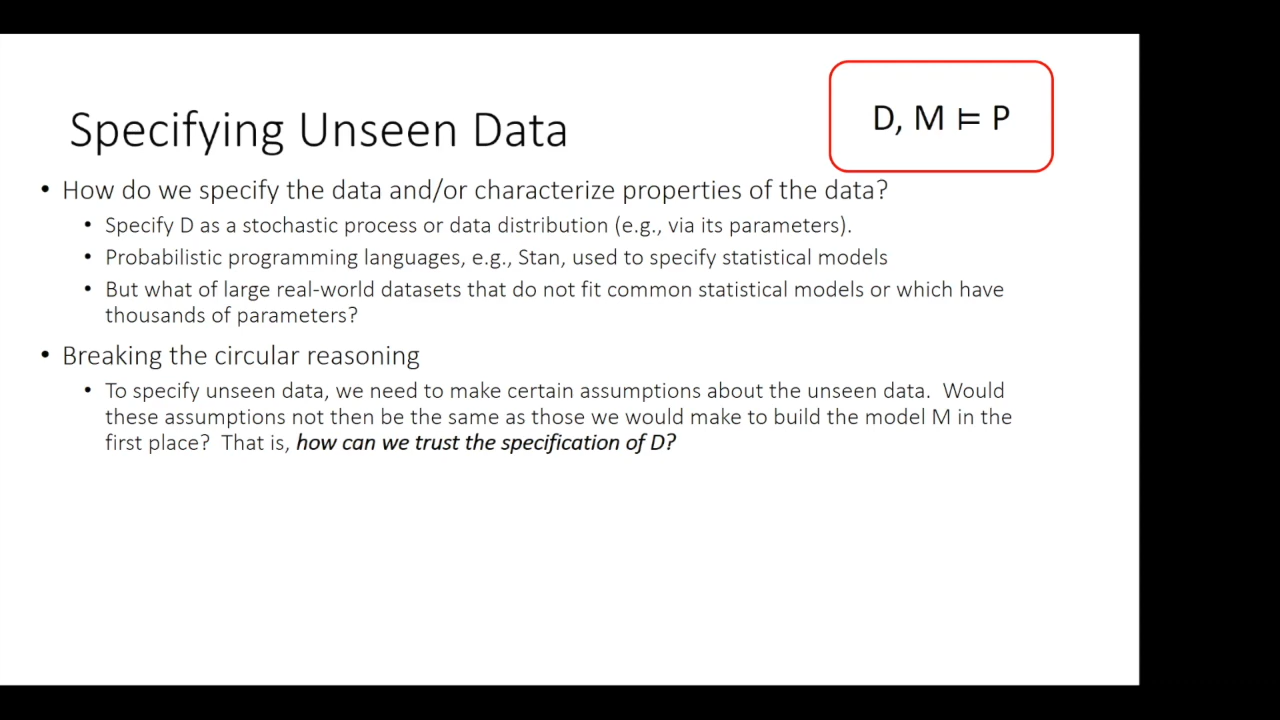 D, M ⊨ P
Specifying Unseen Data
• How do we specify the data and/or characterize properties of the data?
• Specify D as a stochastic process or data distribution (e.g., via its parameters).
• Probabilistic programming languages, e.g., Stan, used to specify statistical models
• But what of large real-world datasets that do not fit common statistical models or which have
thousands of parameters?
• Breaking the circular reasoning
• To specify unseen data, we need to make certain assumptions about the unseen data. Would
these assumptions not then be the same as those we would make to build the model M in the
first place? That is, how can we trust the specification of D?